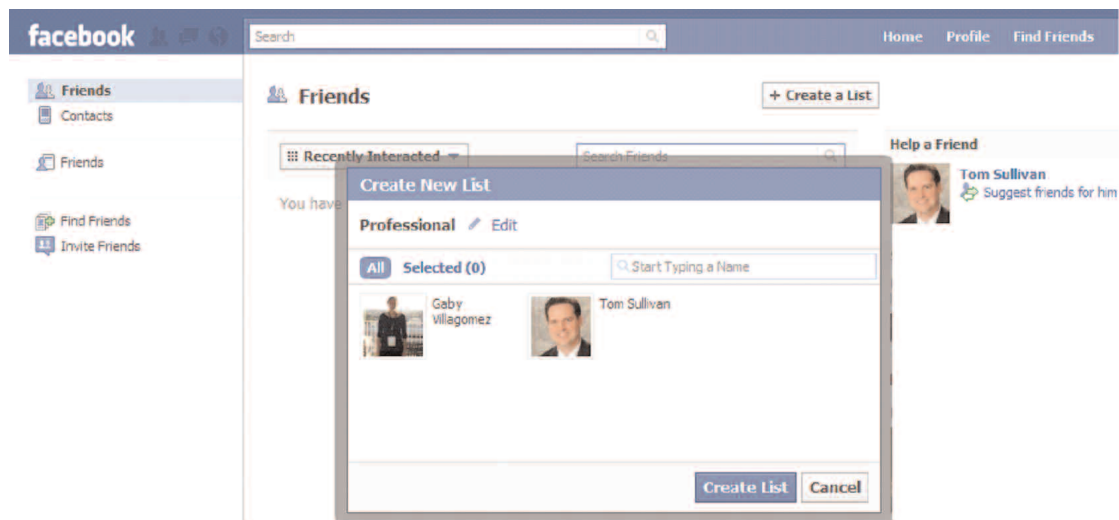 facebook
Search
Home Profile Find Friends
Friends
Contacts
Friends
Find Friends
Invite Friends
Friends
+ Create a List
Recently Interacted
Search Friends
You have
Create New List
Professional Edit
All Selected (0)
Start Typing a Name
Gaby
Villagomez
Tom Sullivan
Create List Cancel
Help a Friend
Tom Sullivan
Suggest friends for him